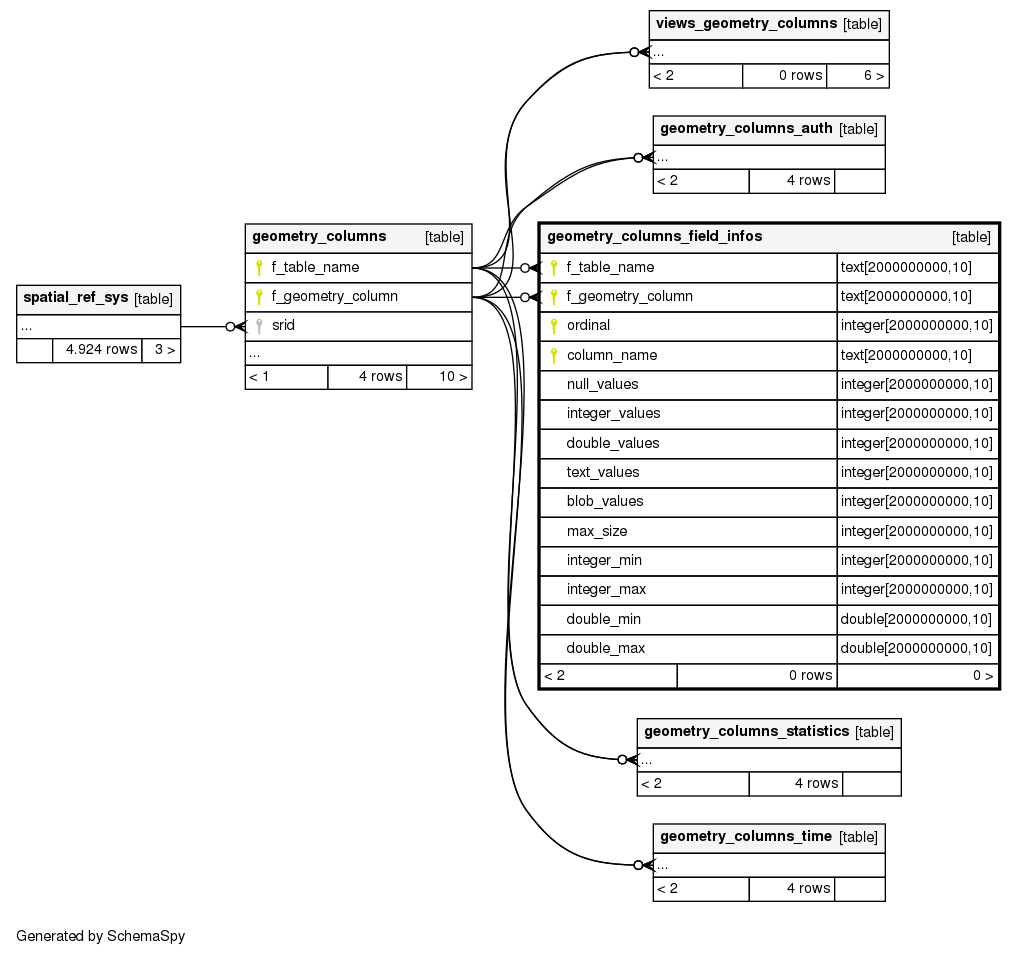 views_geometry_columns [table]
...
< 2 0 rows 6 >
geometry_columns_auth [table]
...
< 2 4 rows
spatial_ref_sys [table]
...
4.924 rows 3 >
geometry_columns [table]
f_table_name
f_geometry_column
srid
...
< 1 4 rows 10 >
geometry_columns_field_infos [table]
f_table_name text[2000000000,10]
f_geometry_column text[2000000000,10]
ordinal integer[2000000000,10]
column_name text[2000000000,10]
null_values integer[2000000000,10]
integer_values integer[2000000000,10]
double_values integer[2000000000,10]
text_values integer[2000000000,10]
blob_values integer[2000000000,10]
max_size integer[2000000000,10]
integer_min integer[2000000000,10]
integer_max integer[2000000000,10]
double_min double[2000000000,10]
double_max double[2000000000,10]
< 2 0 rows 0 >
geometry_columns_statistics [table]
...
< 2 4 rows
geometry_columns_time [table]
...
< 2 4 rows
Generated by SchemaSpy